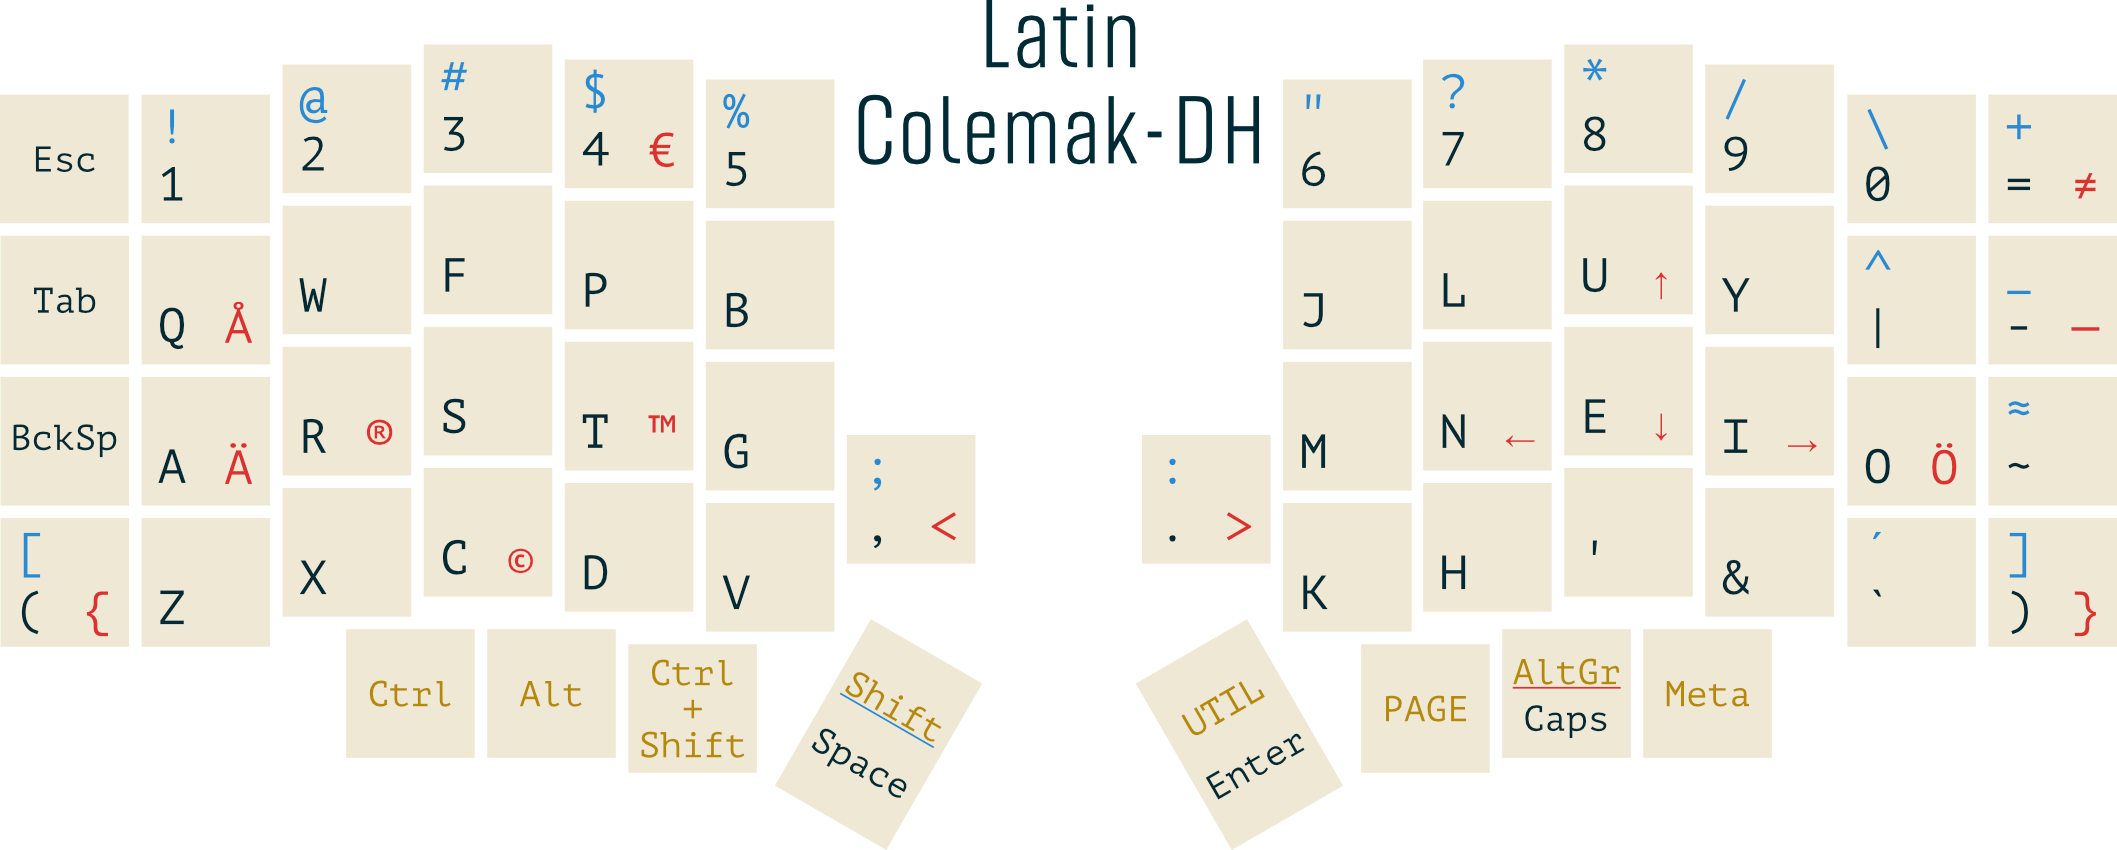 Latin
Colemak-DH
Esc
! 1
@ 2
# 3
$ 4 €
% 5
" 6
? 7
* 8
/ 9
\ 0
+ = ≠
Tab
Q Å
W
F
P
B
J
L
U ↑
Y
^ |
– - —
BckSp
A Ä
R ®
S
T ™
G
; , <
: . >
M
N ←
E ↓
I →
O Ö
≈ ~
[ ( {
Z
X
C ©
D
V
K
H
'
&
´ `
] ) }
Ctrl
Alt
Ctrl
+
Shift
Shift
Space
UTIL
Enter
PAGE
AltGr
Caps
Meta